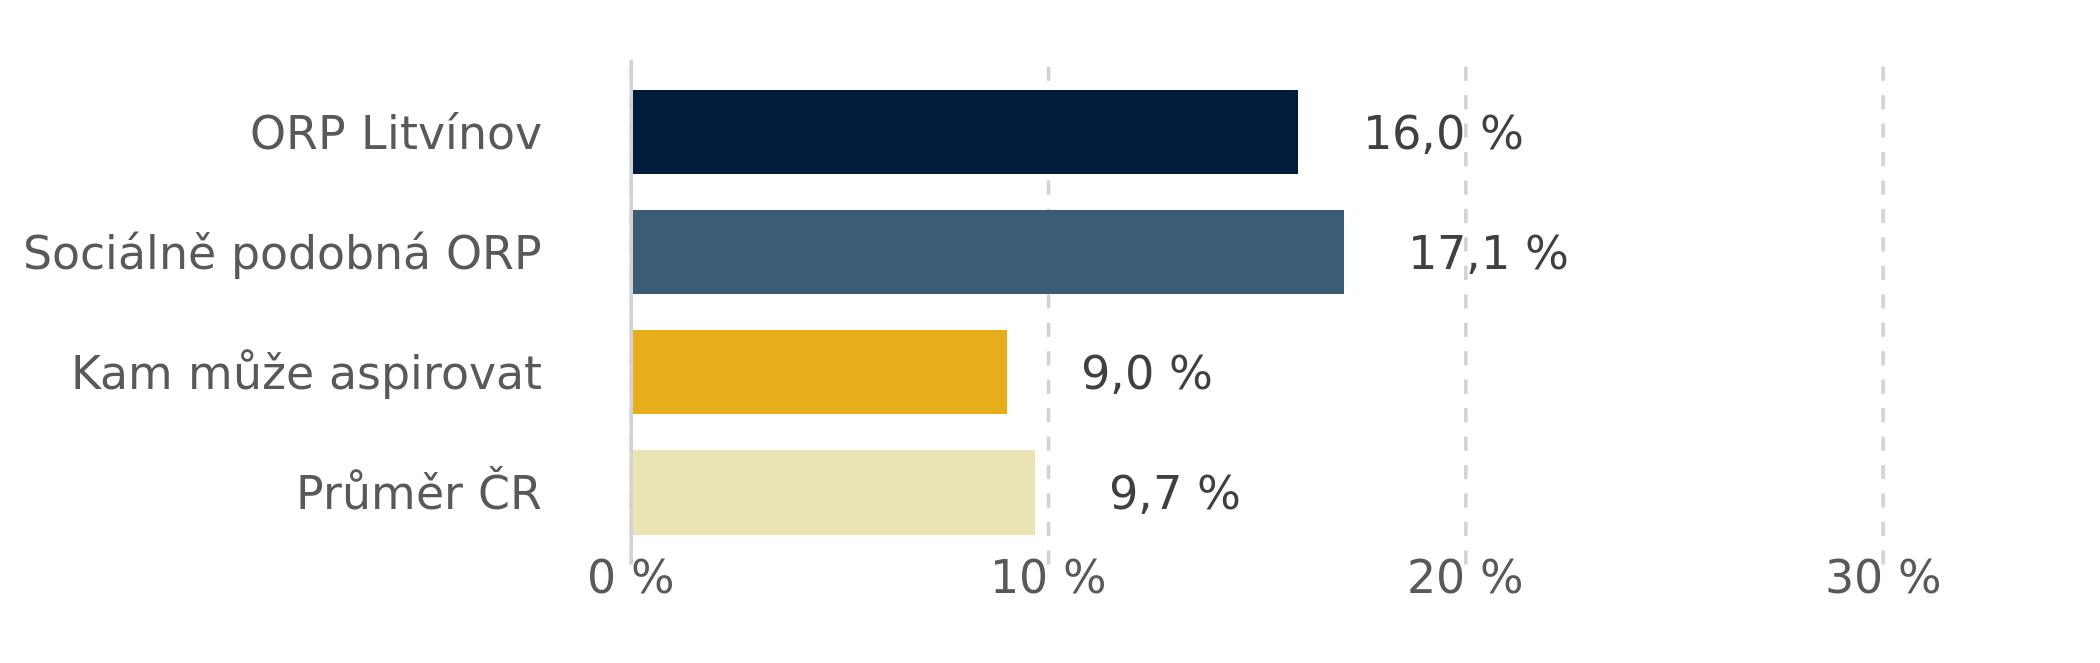 ORP Litvínov 16,0 %
Sociálně podobná ORP 17,1 %
Kam může aspirovat 9,0 %
Průměr ČR 9,7 %
0 % 10 % 20 % 30 %